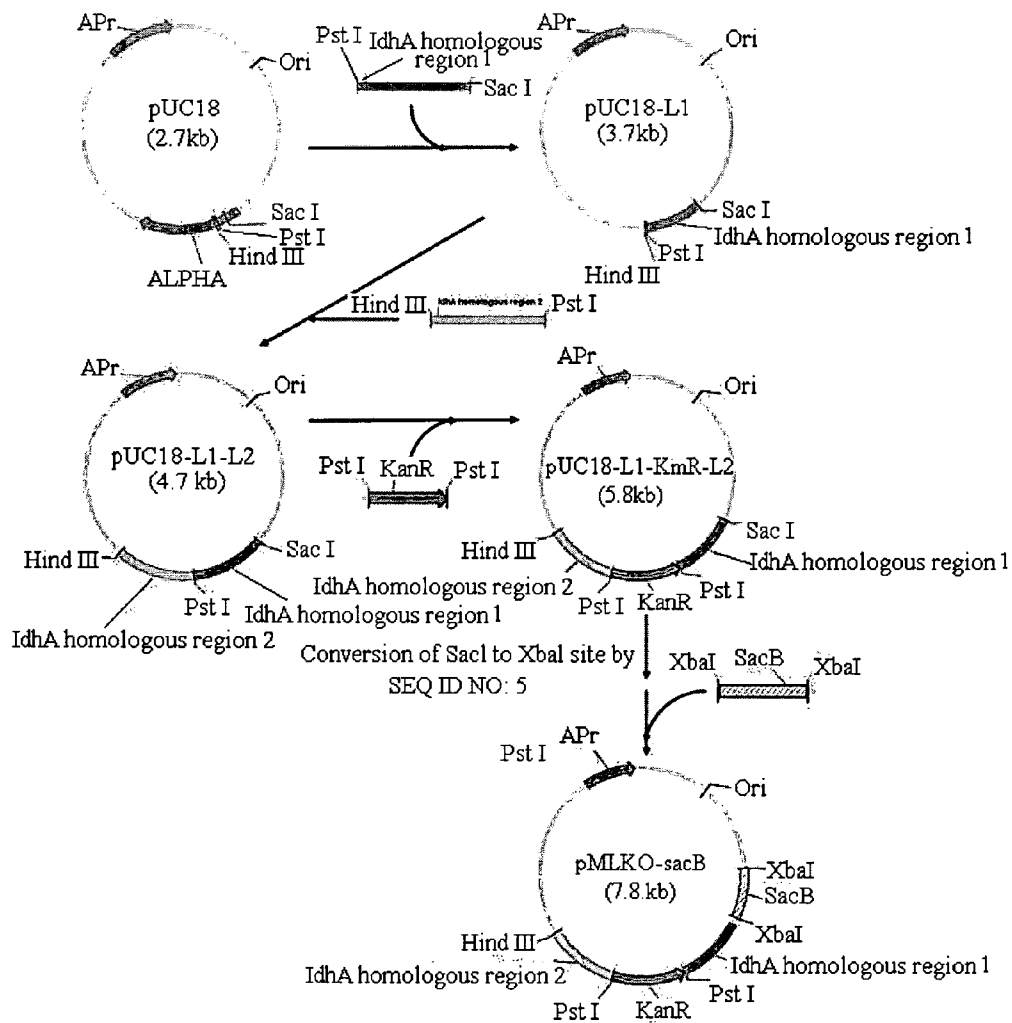 APr
Ori
pUC18
(2.7kb)
Sac I
Pst I
Hind III
ALPHA
Pst I
IdhA homologous
region 1
Sac I
APr
Ori
pUC18-L1
(3.7kb)
Sac I
IdhA homologous region 1
Pst I
Hind III
Hind III
IdhA homologous region 2
Pst I
APr
Ori
pUC18-L1-L2
(4.7 kb)
Hind III
Sac I
Pst I
IdhA homologous region 1
IdhA homologous region 2
Pst I
KanR
Pst I
APr
Ori
pUC18-L1-KmR-L2
(5.8kb)
Hind III
Sac I
IdhA homologous region 1
IdhA homologous region 2
Pst I
KanR
Pst I
Conversion of SacI to XbaI site by
SEQ ID NO: 5
XbaI
SacB
XbaI
Pst I
APr
Ori
pMLKO-sacB
(7.8.kb)
XbaI
SacB
XbaI
Hind III
IdhA homologous region 1
IdhA homologous region 2
Pst I
KanR
Pst I